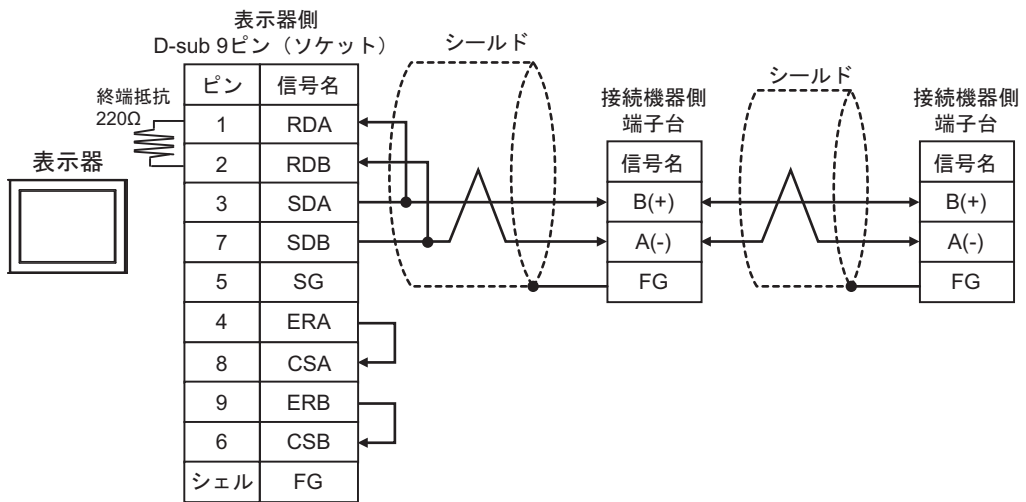 表示器側
D-sub 9ピン（ソケット）
シールド
シールド
終端抵抗
220Ω
表示器
ピン 信号名
1 RDA
2 RDB
3 SDA
7 SDB
5 SG
4 ERA
8 CSA
9 ERB
6 CSB
シェル FG
接続機器側
端子台
信号名
B(+)
A(-)
FG
接続機器側
端子台
信号名
B(+)
A(-)
FG